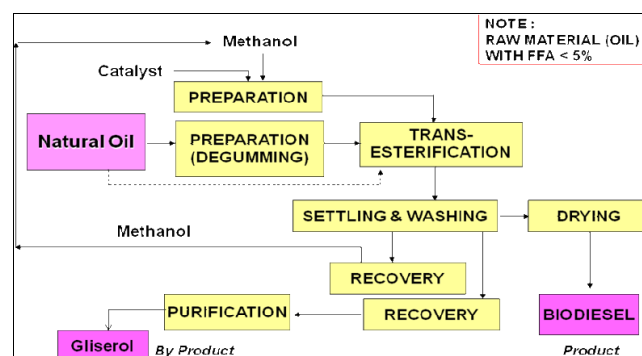 NOTE :
RAW MATERIAL (OIL)
WITH FFA < 5%
Methanol
Catalyst
PREPARATION
Natural Oil
PREPARATION
(DEGUMMING)
TRANS-
ESTERIFICATION
SETTLING & WASHING
DRYING
Methanol
RECOVERY
PURIFICATION
RECOVERY
BIODIESEL
Gliserol
By Product
Product